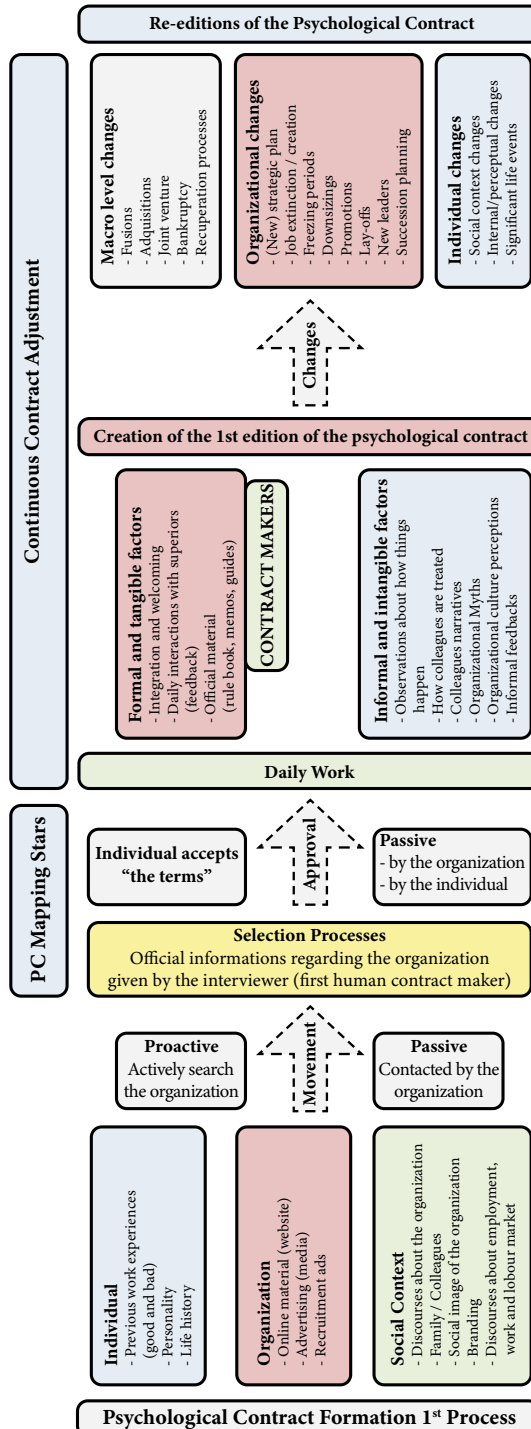 Psychological Contract Formation 1st Process
Individual
- Previous work experiences
(good and bad)
- Personality
- Life history
Organization
- Online material (website)
- Advertising (media)
- Recruitment ads
Social Context
- Discourses about the organization
- Family / Colleagues
- Social image of the organization
- Branding
- Discourses about employment,
work and lobour market
Proactive
Actively search
the organization
Movement
Passive
Contacted by the
organization
PC Mapping Stars
Selection Processes
Official informations regarding the organization
given by the interviewer (first human contract maker)
Individual accepts
“the terms”
Approval
Passive
- by the organization
- by the individual
Continuous Contract Adjustment
Daily Work
Formal and tangible factors
- Integration and welcoming
- Daily interactions with superiors
(feedback)
- Official material
(rule book, memos, guides)
CONTRACT MAKERS
Informal and intangible factors
- Observations about how things
happen
- How colleagues are treated
- Colleagues narratives
- Organizational Myths
- Organizational culture perceptions
- Informal feedbacks
Creation of the 1st edition of the psychological contract
Changes
Macro level changes
- Fusions
- Adquisitions
- Joint venture
- Bankruptcy
- Recuperation processes
Organizational changes
- (New) strategic plan
- Job extinction / creation
- Freezing periods
- Downsizings
- Promotions
- Lay-offs
- New leaders
- Succession planning
Individual changes
- Social context changes
- Internal/perceptual changes
- Significant life events
Re-editions of the Psychological Contract